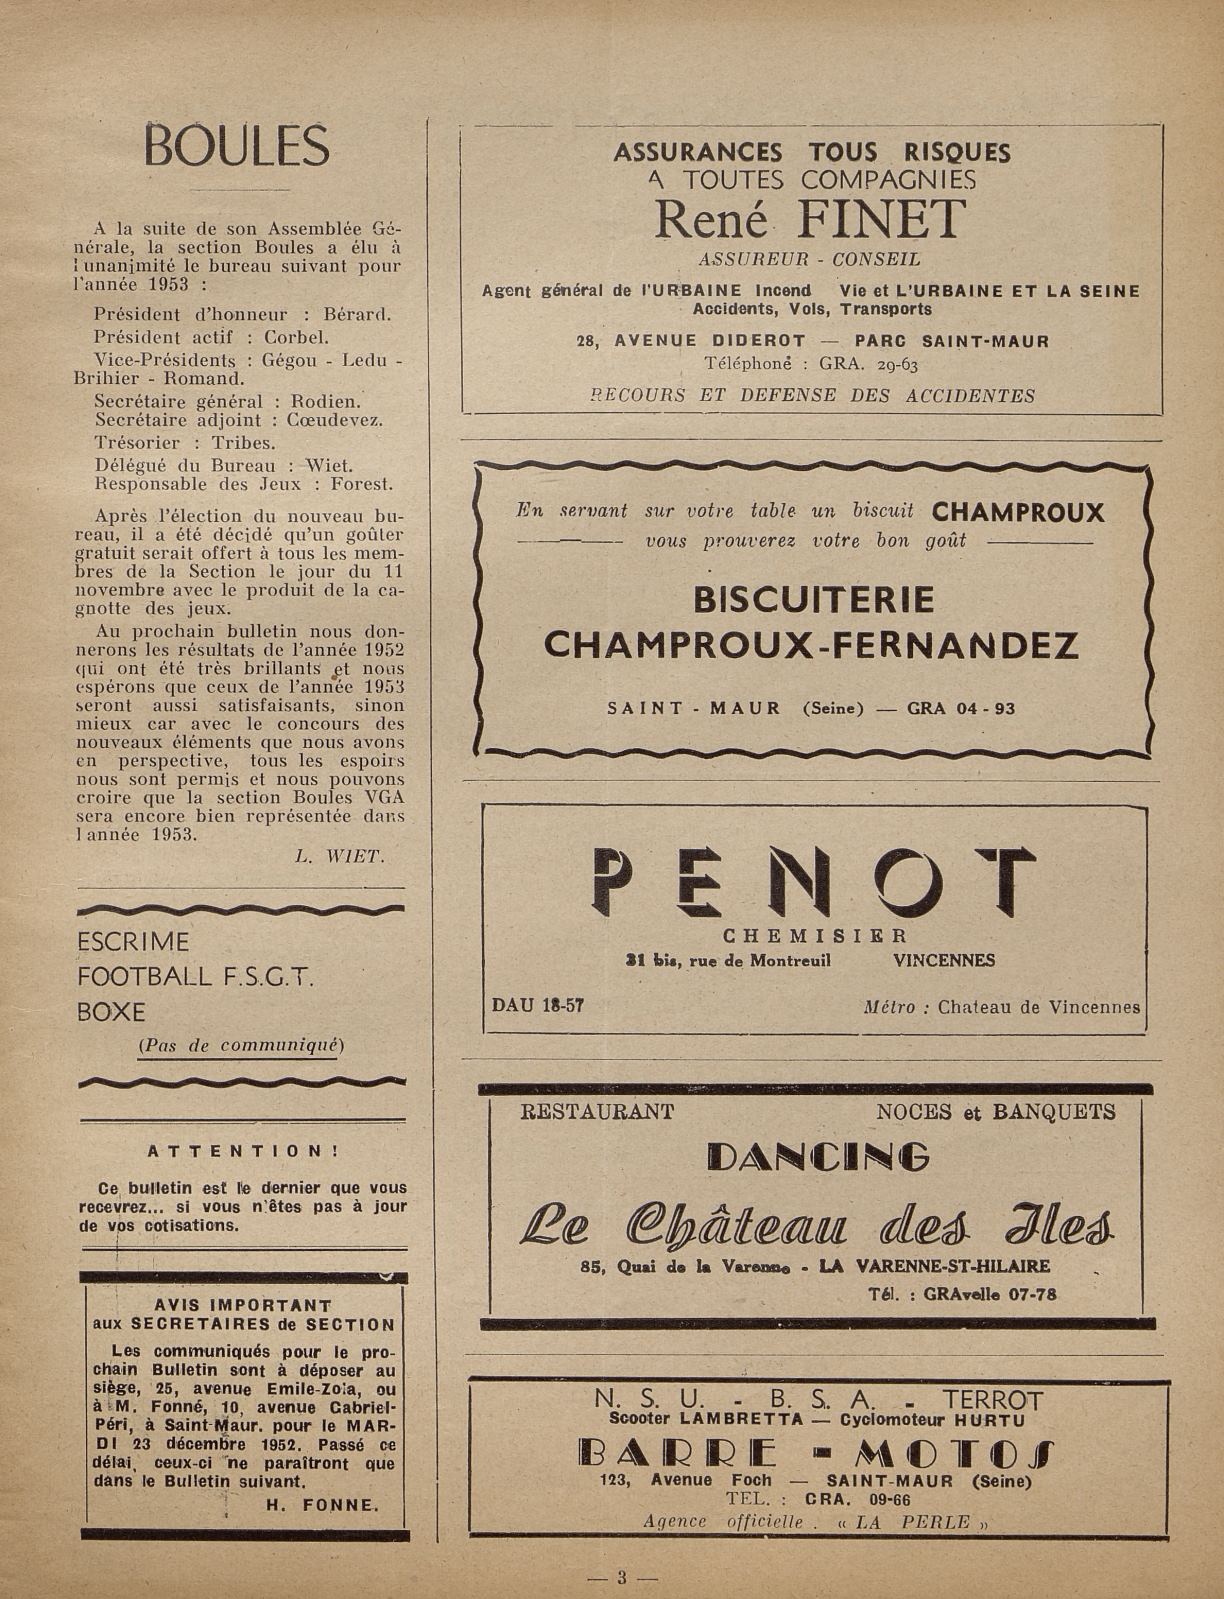 BOULES
A la suite de son Assemblée Gé-
nérale, la section Boules a élu à
l'unanimité le bureau suivant pour
l'année 1953 :
Président d'honneur : Bérard.
Président actif : Corbel.
Vice-Présidents : Gégou - Ledu -
Brihier - Romand.
Secrétaire général : Rodien.
Secrétaire adjoint : Cœudevez.
Trésorier : Tribes.
Délégué du Bureau : Wiet.
Responsable des Jeux : Forest.
Après l'élection du nouveau bu-
reau, il a été décidé qu'un goûter
gratuit serait offert à tous les mem-
bres de la Section le jour du 11
novembre avec le produit de la ca-
gnotte des jeux.
Au prochain bulletin nous don-
nerons les résultats de l'année 1952
qui ont été très brillants et nous
espérons que ceux de l'année 1953
seront aussi satisfaisants, sinon
mieux car avec le concours des
nouveaux éléments que nous avons
en perspective, tous les espoirs
nous sont permis et nous pouvons
croire que la section Boules VGA
sera encore bien représentée dans
l'année 1953.
L. WIET.
ESCRIME
FOOTBALL F.S.G.T.
BOXE
(Pas de communiqué)
ATTENTION !
Ce bulletin est le dernier que vous
recevrez... si vous n'êtes pas à jour
de vos cotisations.
AVIS IMPORTANT
aux SECRETAIRES de SECTION
Les communiqués pour le pro-
chain Bulletin sont à déposer au
siège, 25, avenue Emile-Zola, ou
à M. Fonné, 10, avenue Gabriel-
Péri, à Saint-Maur. pour le MAR-
DI 23 décembre 1952. Passé ce
délai, ceux-ci ne paraîtront que
dans le Bulletin suivant.
H. FONNE.
ASSURANCES TOUS RISQUES
A TOUTES COMPAGNIES
René FINET
ASSUREUR - CONSEIL
Agent général de l'URBAINE Incend Vie et L'URBAINE ET LA SEINE
Accidents, Vols, Transports
28, AVENUE DIDEROT — PARC SAINT-MAUR
Téléphone : GRA. 29-63
RECOURS ET DEFENSE DES ACCIDENTES
En servant sur votre table un biscuit CHAMPROUX
vous prouverez votre bon goût
BISCUITERIE
CHAMPROUX-FERNANDEZ
SAINT - MAUR (Seine) — GRA 04 - 93
PENOT
CHEMISIER
31 bis, rue de Montreuil VINCENNES
DAU 18-57 Métro : Chateau de Vincennes
RESTAURANT NOCES et BANQUETS
DANCING
Le Château des Iles
85, Quai de la Varenne - LA VARENNE-ST-HILAIRE
Tél. : GRAvelle 07-78
N. S. U. - B. S. A. - TERROT
Scooter LAMBRETTA — Cyclomoteur HURTU
BARRE - MOTOS
123, Avenue Foch — SAINT-MAUR (Seine)
TEL. : GRA. 09-66
Agence officielle . « LA PERLE »
— 3 —